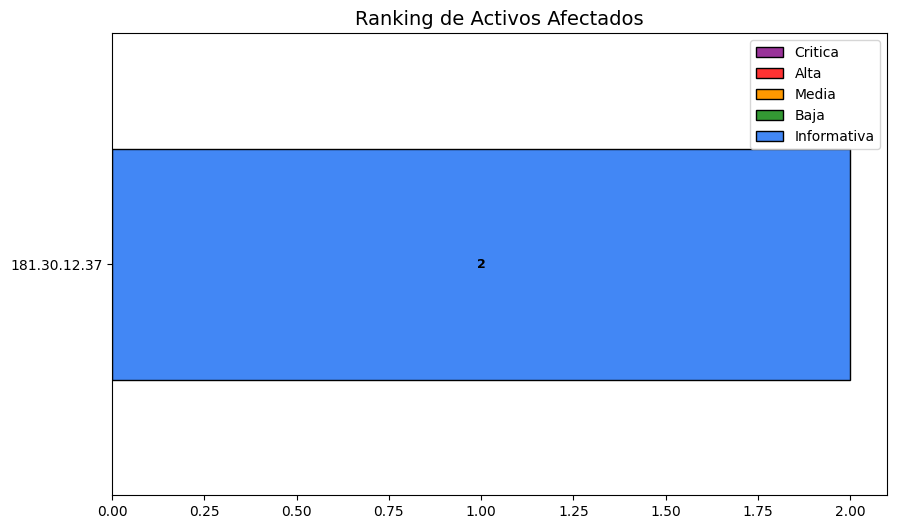 Ranking de Activos Afectados
Critica
Alta
Media
Baja
Informativa
181.30.12.37
2
0.00 0.25 0.50 0.75 1.00 1.25 1.50 1.75 2.00